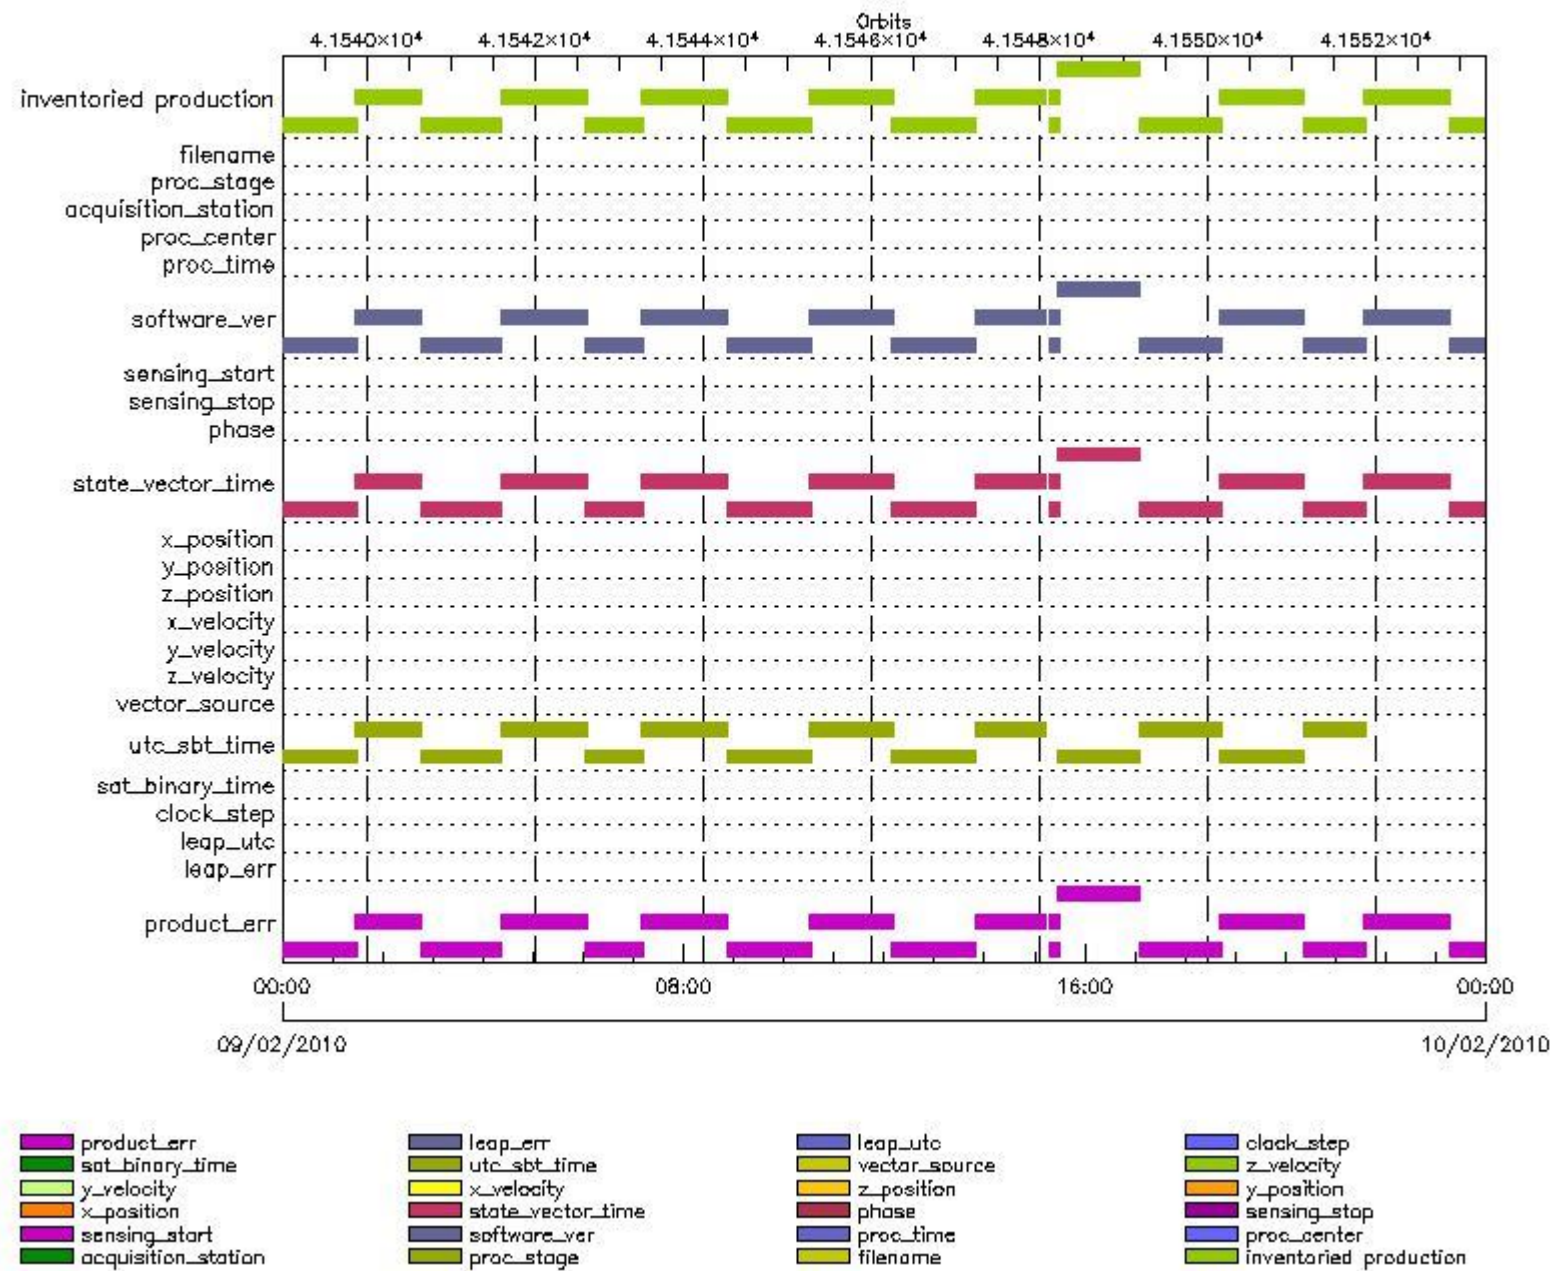 Orbits
4.1540×10⁴ 4.1542×10⁴ 4.1544×10⁴ 4.1546×10⁴ 4.1548×10⁴ 4.1550×10⁴ 4.1552×10⁴
inventoried production
filename
proc_stage
acquisition_station
proc_center
proc_time
software_ver
sensing_start
sensing_stop
phase
state_vector_time
x_position
y_position
z_position
x_velocity
y_velocity
z_velocity
vector_source
utc_sbt_time
sat_binary_time
clock_step
leap_utc
leap_err
product_err
00:00 08:00 16:00 00:00
09/02/2010 10/02/2010
product_err leap_err leap_utc clock_step
sat_binary_time utc_sbt_time vector_source z_velocity
y_velocity x_velocity z_position y_position
x_position state_vector_time phase sensing_stop
sensing_start software_ver proc_time proc_center
acquisition_station proc_stage filename inventoried production